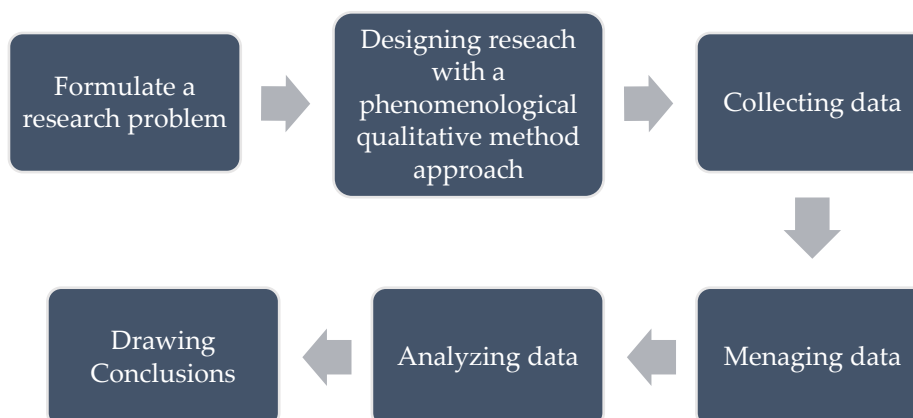 Formulate a
research problem
Designing reseach
with a
phenomenological
qualitative method
approach
Collecting data
Menaging data
Analyzing data
Drawing
Conclusions